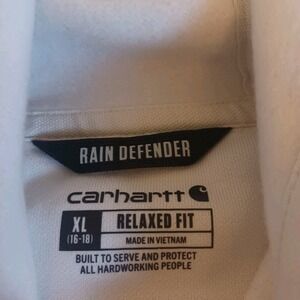 RAIN DEFENDER
carhartt
XL RELAXED FIT
(16-18) MADE IN VIETNAM
BUILT TO SERVE AND PROTECT
ALL HARDWORKING PEOPLE